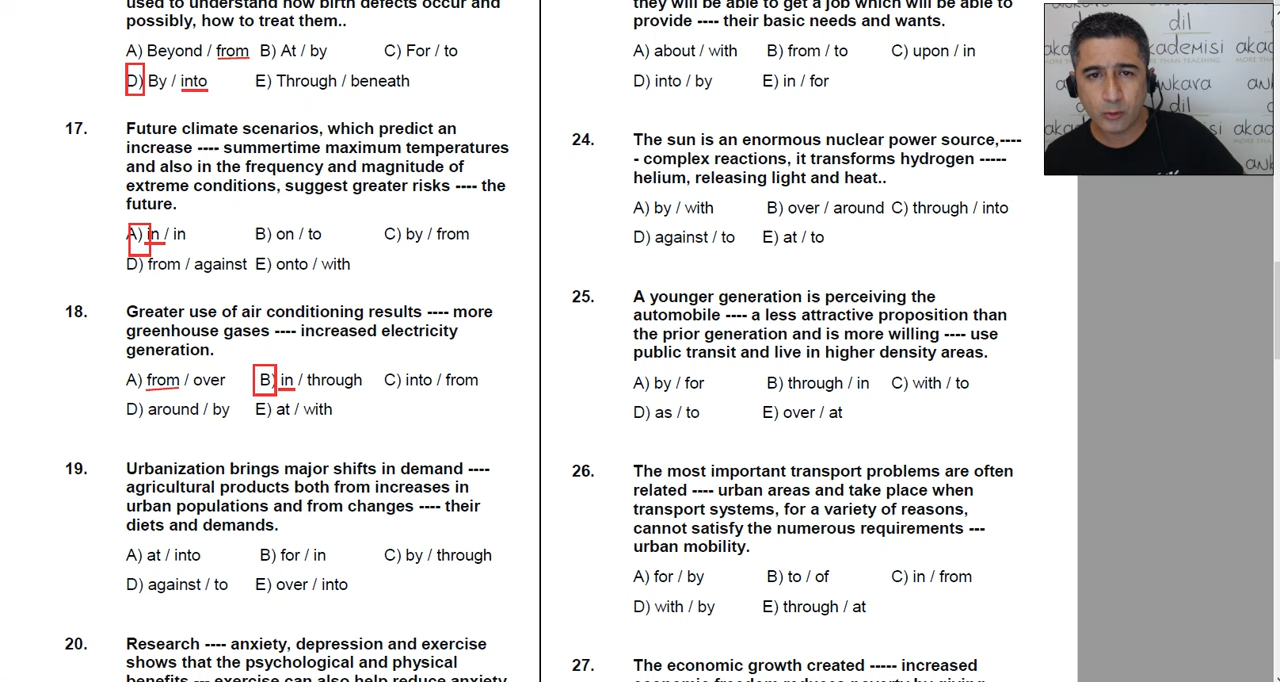 used to understand how birth defects occur and
possibly, how to treat them..
A) Beyond / from B) At / by C) For / to
D) By / into E) Through / beneath
17. Future climate scenarios, which predict an
increase ---- summertime maximum temperatures
and also in the frequency and magnitude of
extreme conditions, suggest greater risks ---- the
future.
A) in / in B) on / to C) by / from
D) from / against E) onto / with
18. Greater use of air conditioning results ---- more
greenhouse gases ---- increased electricity
generation.
A) from / over B) in / through C) into / from
D) around / by E) at / with
19. Urbanization brings major shifts in demand ----
agricultural products both from increases in
urban populations and from changes ---- their
diets and demands.
A) at / into B) for / in C) by / through
D) against / to E) over / into
20. Research ---- anxiety, depression and exercise
shows that the psychological and physical
benefits --- exercise can also help reduce anxiety
they will be able to get a job which will be able to
provide ---- their basic needs and wants.
A) about / with B) from / to C) upon / in
D) into / by E) in / for
24. The sun is an enormous nuclear power source,----
- complex reactions, it transforms hydrogen -----
helium, releasing light and heat..
A) by / with B) over / around C) through / into
D) against / to E) at / to
25. A younger generation is perceiving the
automobile ---- a less attractive proposition than
the prior generation and is more willing ---- use
public transit and live in higher density areas.
A) by / for B) through / in C) with / to
D) as / to E) over / at
26. The most important transport problems are often
related ---- urban areas and take place when
transport systems, for a variety of reasons,
cannot satisfy the numerous requirements ---
urban mobility.
A) for / by B) to / of C) in / from
D) with / by E) through / at
27. The economic growth created ----- increased
economic freedom reduces poverty by giving
ankara
dil
akademisi